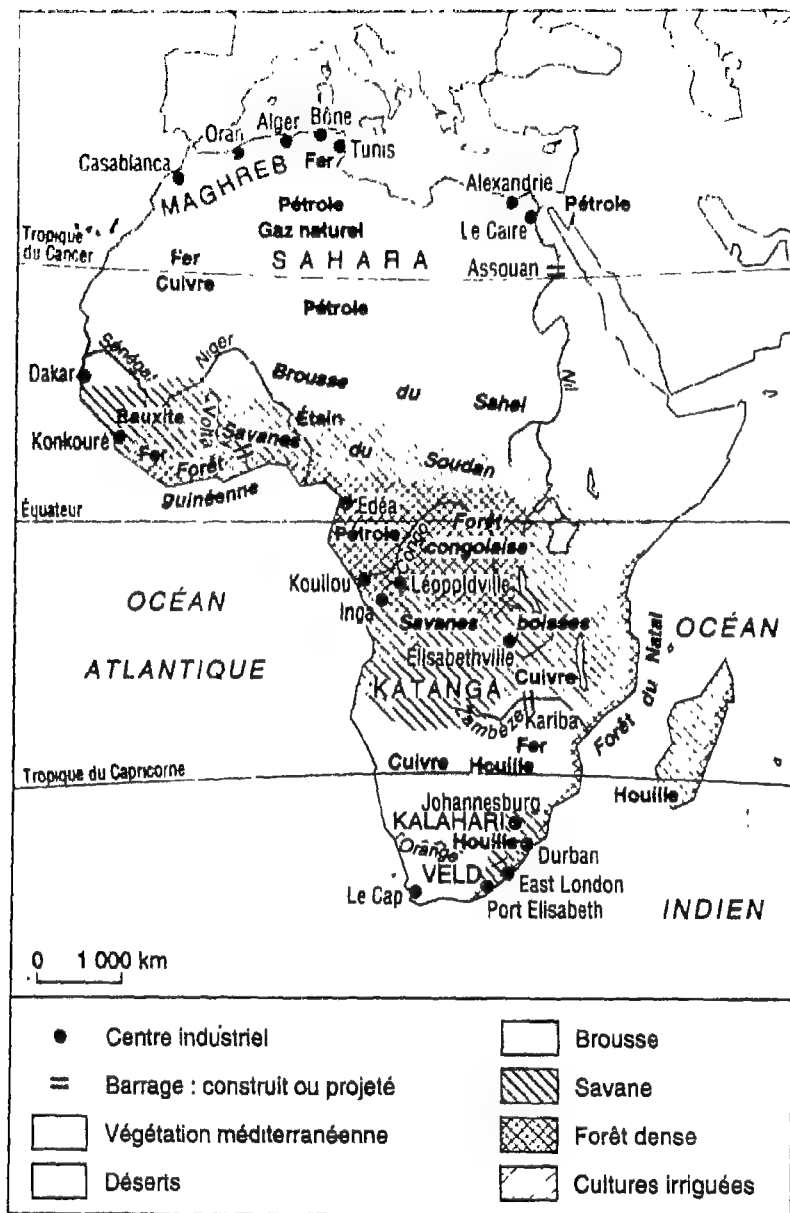 Bône
Alger
Oran
Tunis
Casablanca
Fer
MAGHREB
Alexandrie
Pétrole
Pétrole
Gaz naturel
Le Caire
Tropique
du Cancer
Fer
Cuivre
SAHARA
Assouan
Pétrole
Sénégal
Niger
Dakar
Brousse du Sahel
Nil
Bauxite
Volta
Étain
Konkouré
Savanes du Soudan
Fer
Forêt
Guinéenne
Équateur
Edéa
Pétrole
Congo
Forêt
congolaise
Kouilou
Léopoldville
Inga
OCÉAN
ATLANTIQUE
Savanes boisées
Élisabethville
OCÉAN
Cuivre
KATANGA
Zambèze
Kariba
Forêt du Natal
Fer
Cuivre
Houille
Tropique du Capricorne
Houille
Johannesburg
KALAHARI
Houille
Orange
Durban
VELD
East London
Le Cap
Port Elisabeth
INDIEN
0 1 000 km
Centre industriel
Barrage : construit ou projeté
Végétation méditerranéenne
Déserts
Brousse
Savane
Forêt dense
Cultures irriguées